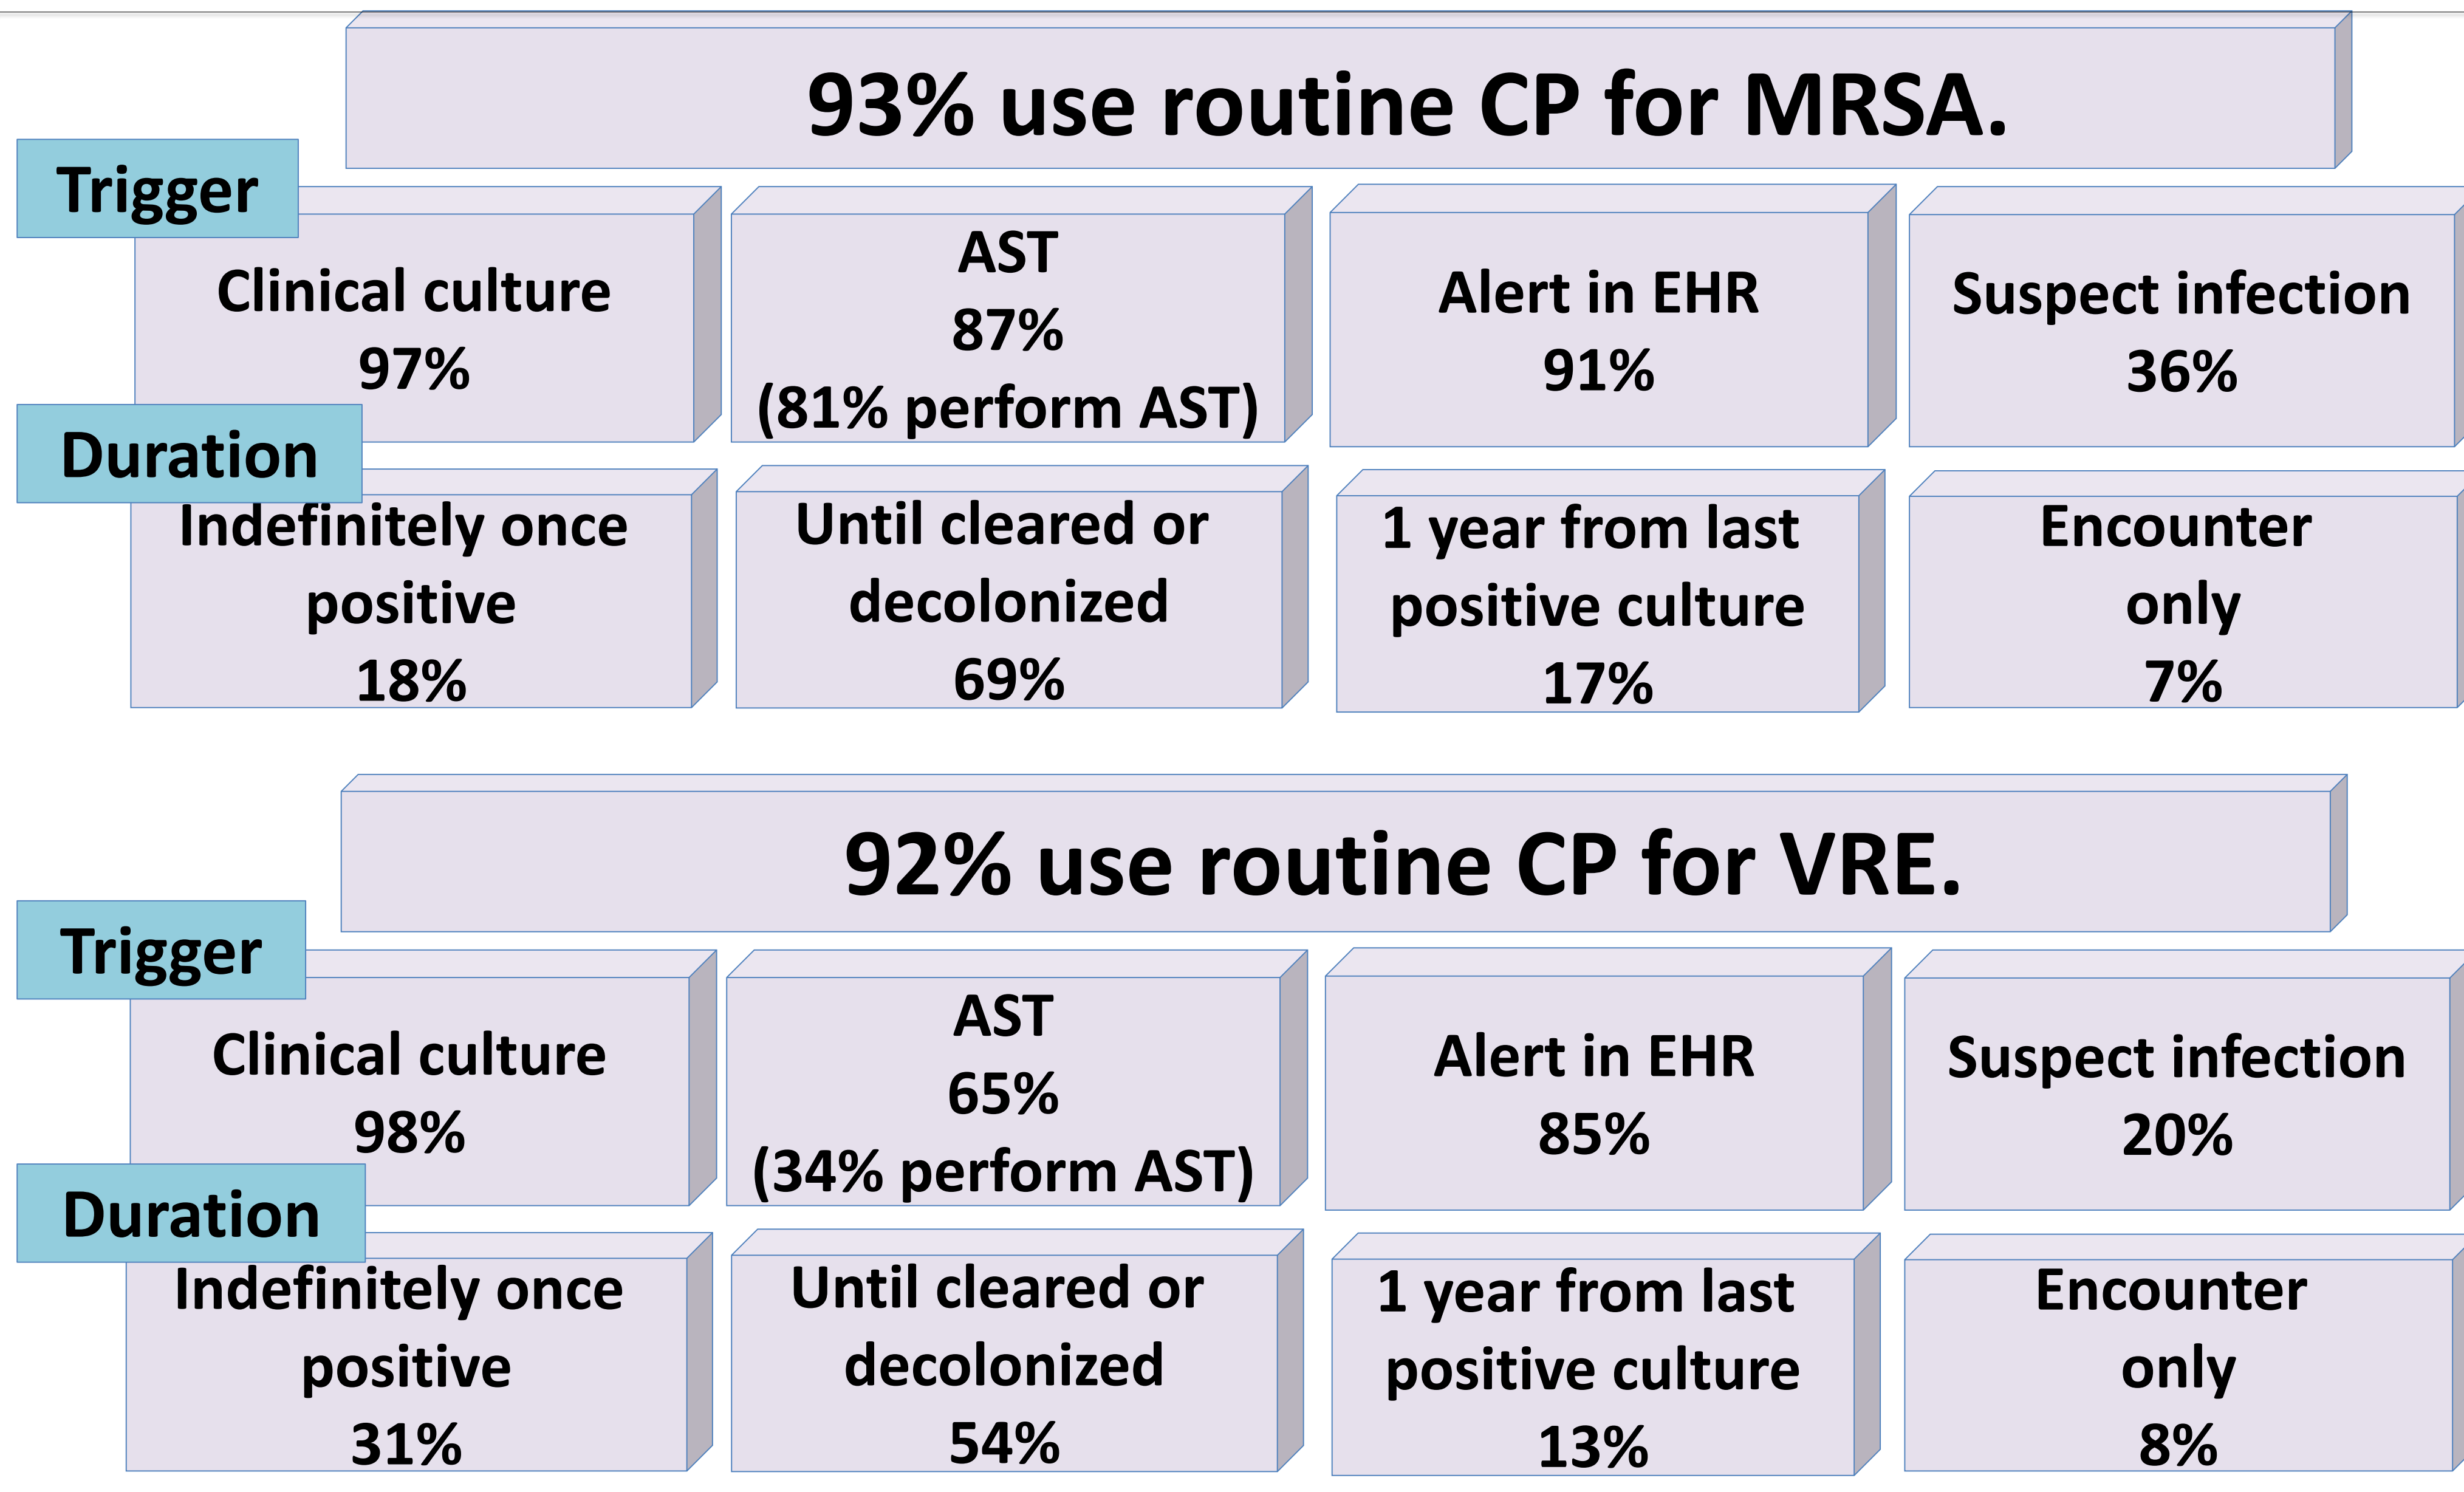 93% use routine CP for MRSA.
Trigger
Clinical culture
97%
AST
87%
(81% perform AST)
Alert in EHR
91%
Suspect infection
36%
Duration
Indefinitely once
positive
18%
Until cleared or
decolonized
69%
1 year from last
positive culture
17%
Encounter
only
7%
92% use routine CP for VRE.
Trigger
Clinical culture
98%
AST
65%
(34% perform AST)
Alert in EHR
85%
Suspect infection
20%
Duration
Indefinitely once
positive
31%
Until cleared or
decolonized
54%
1 year from last
positive culture
13%
Encounter
only
8%